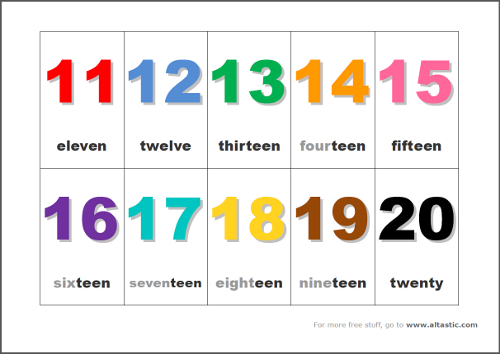 11 12 13 14 15
eleven twelve thirteen fourteen fifteen
16 17 18 19 20
sixteen seventeen eighteen nineteen twenty
For more free stuff, go to www.altastic.com